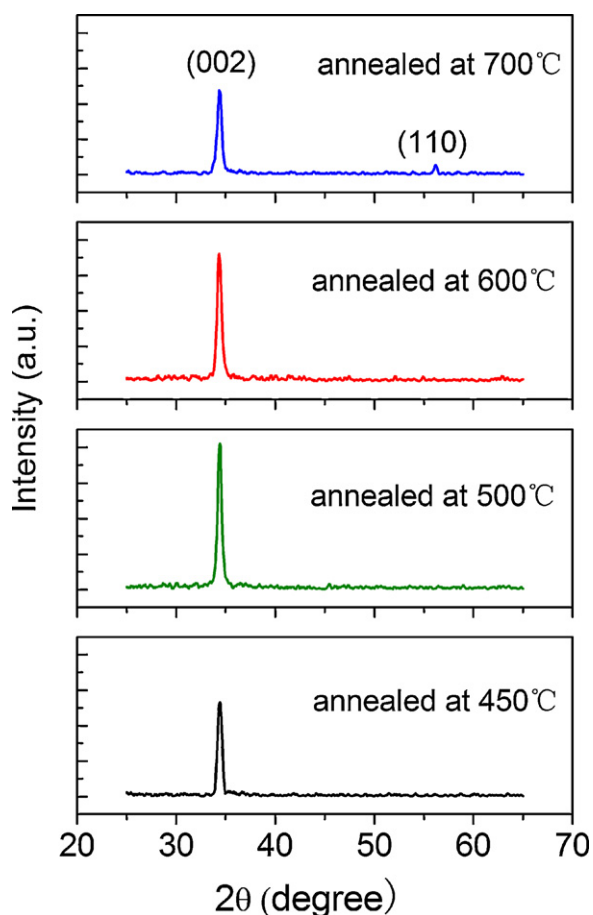 (002)
annealed at 700℃
(110)
annealed at 600℃
annealed at 500℃
annealed at 450℃
Intensity (a.u.)
20 30 40 50 60 70
2θ (degree)